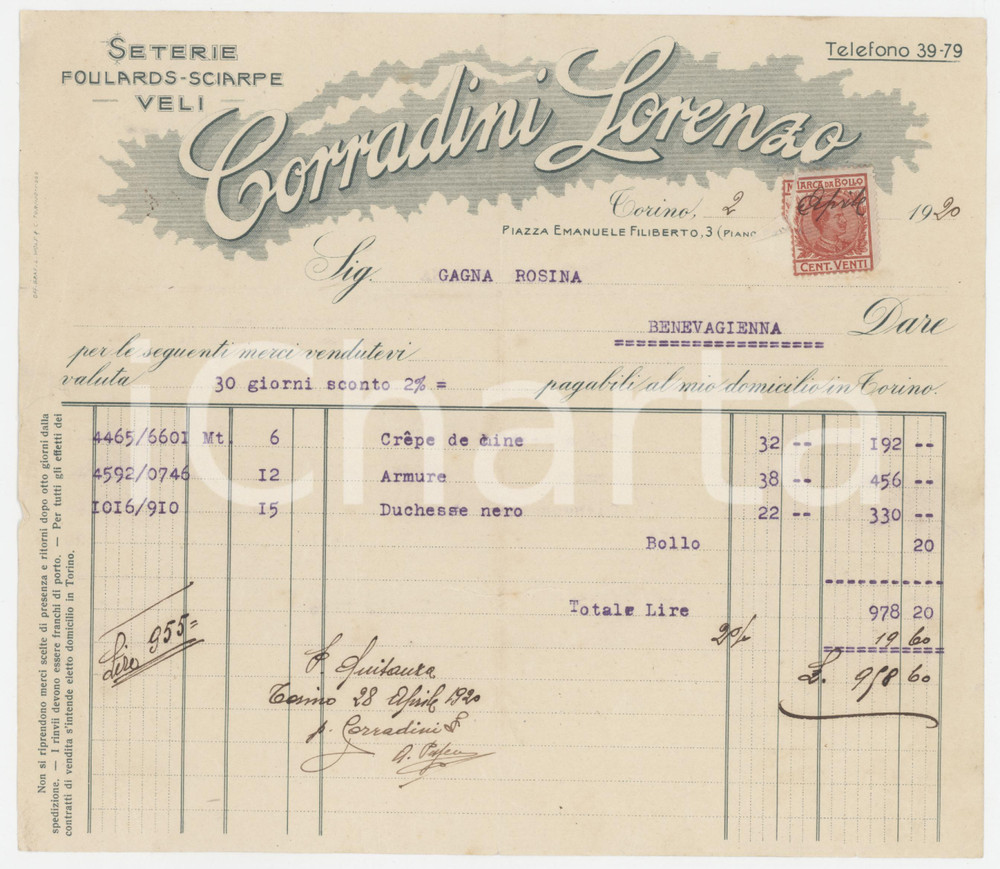 SETERIE
FOULARDS-SCIARPE
VELI
Telefono 39-79
Corradini Lorenzo
MARCA DA BOLLO
CENT. VENTI
Torino, 2 Aprile 1920
PIAZZA EMANUELE FILIBERTO, 3 (PIANO
Sig. GAGNA ROSINA
BENEVAGIENNA Dare
per le seguenti merci vendutevi
valuta 30 giorni sconto 2% = pagabili al mio domicilio in Torino.
4465/6601 Mt. 6 Crêpe de hine 32 -- 192 --
4592/0746 12 Armure 38 -- 456 --
1016/910 15 Duchesse nero 22 -- 330 --
Bollo 20
Totale Lire 978 20
2% 19 60
L. 958 60
Lire 955=
P. Quitanza
Torino 28 Aprile 1920
p. Corradini L
Non si riprendono merci scelte di presenza e ritorni dopo otto giorni dalla
spedizione. — I rinvii devono essere franchi di porto. — Per tutti gli effetti dei
contratti di vendita s'intende eletto domicilio in Torino.
iCharta